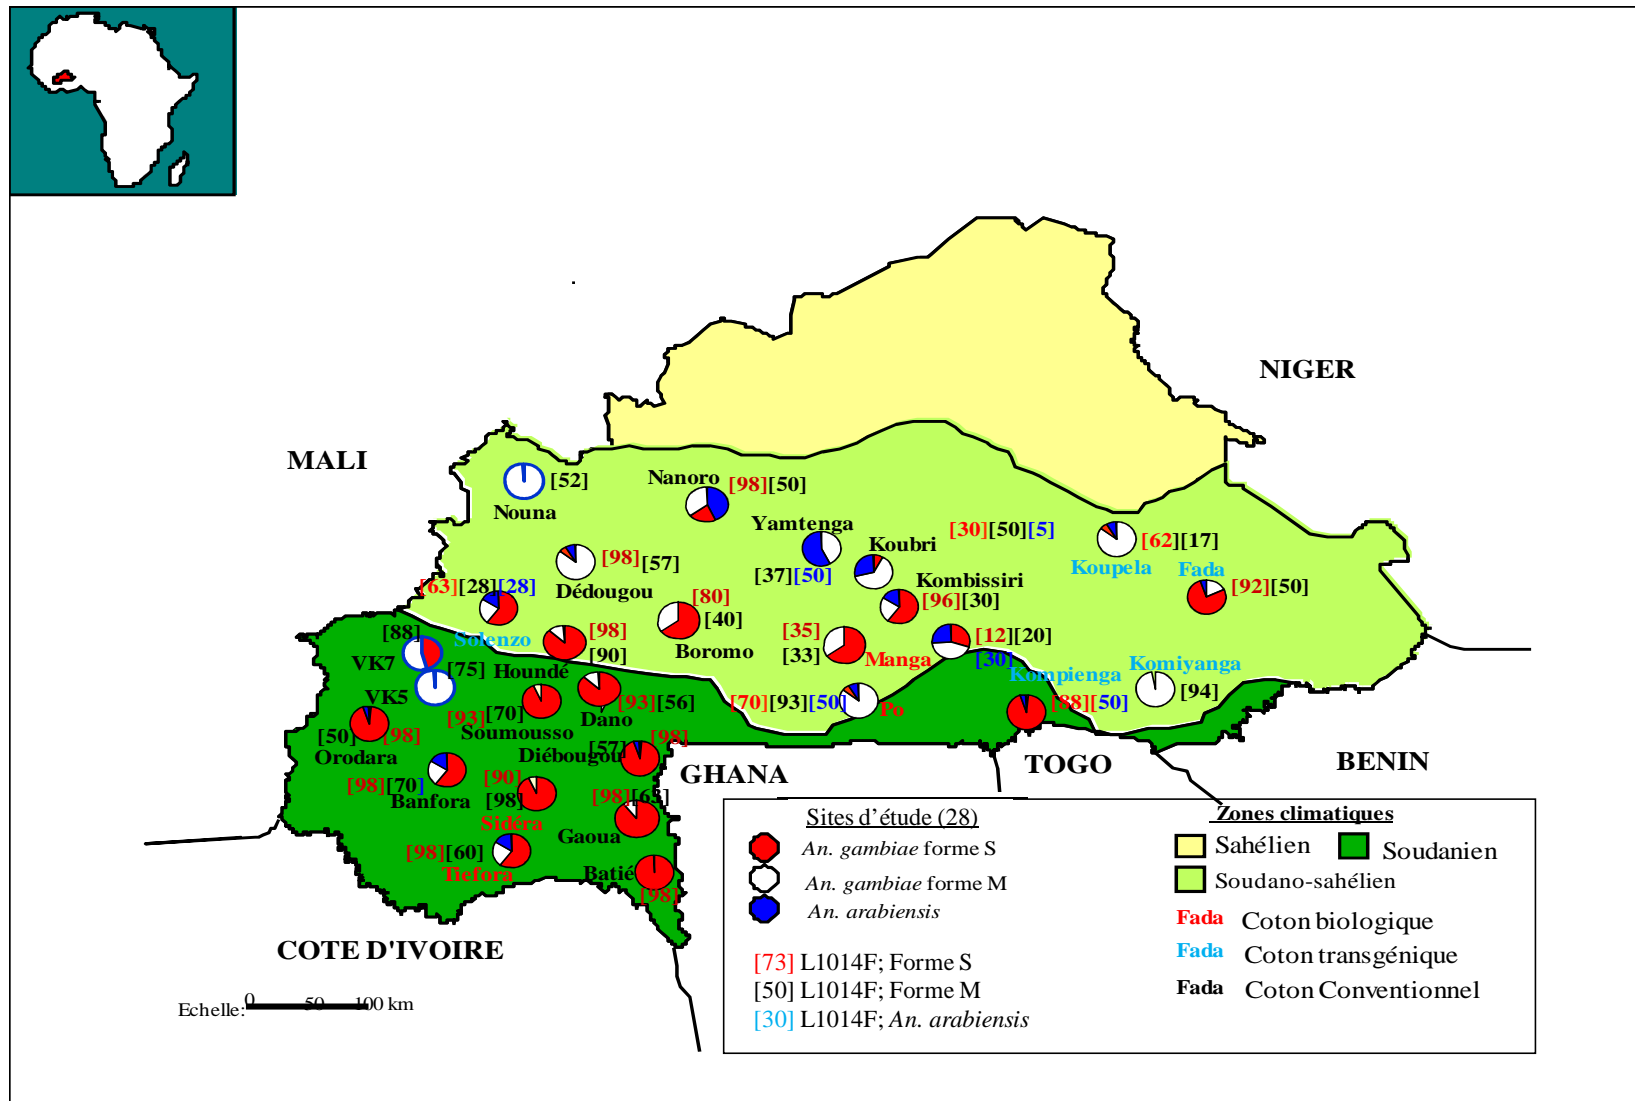 NIGER
MALI
Nanoro [98][50]
[52]
Nouna
Yamtenga
[30][50][5]
Koubri
[62][17]
Koupela
Fada
[98][57]
Dédougou
[37][50]
Kombissiri
[96][30]
[92][50]
[63][28][28]
Solenzo
[80]
[40]
Boromo
[98]
[90]
Houndé
[35]
[33]
Manga
[12][20]
[30]
Kompienga
Komiyanga
[94]
[88]
VK7
[75]
VK5
[93][70]
Soumousso
[93][56]
Dano
[70][93][50]
Po
[88][50]
[50][98]
Orodara
[57][98]
Diébougou
GHANA
TOGO
BENIN
[98][70]
Banfora
[90]
[98]
Sidéra
[98]
Gaoua
[98][60]
Tiefora
Batié
[98]
COTE D'IVOIRE
Echelle: 0 50 100 km
Sites d'étude (28)
An. gambiae forme S
An. gambiae forme M
An. arabiensis
[73] L1014F; Forme S
[50] L1014F; Forme M
[30] L1014F; An. arabiensis
Zones climatiques
Sahélien
Soudanien
Soudano-sahélien
Fada Coton biologique
Fada Coton transgénique
Fada Coton Conventionnel